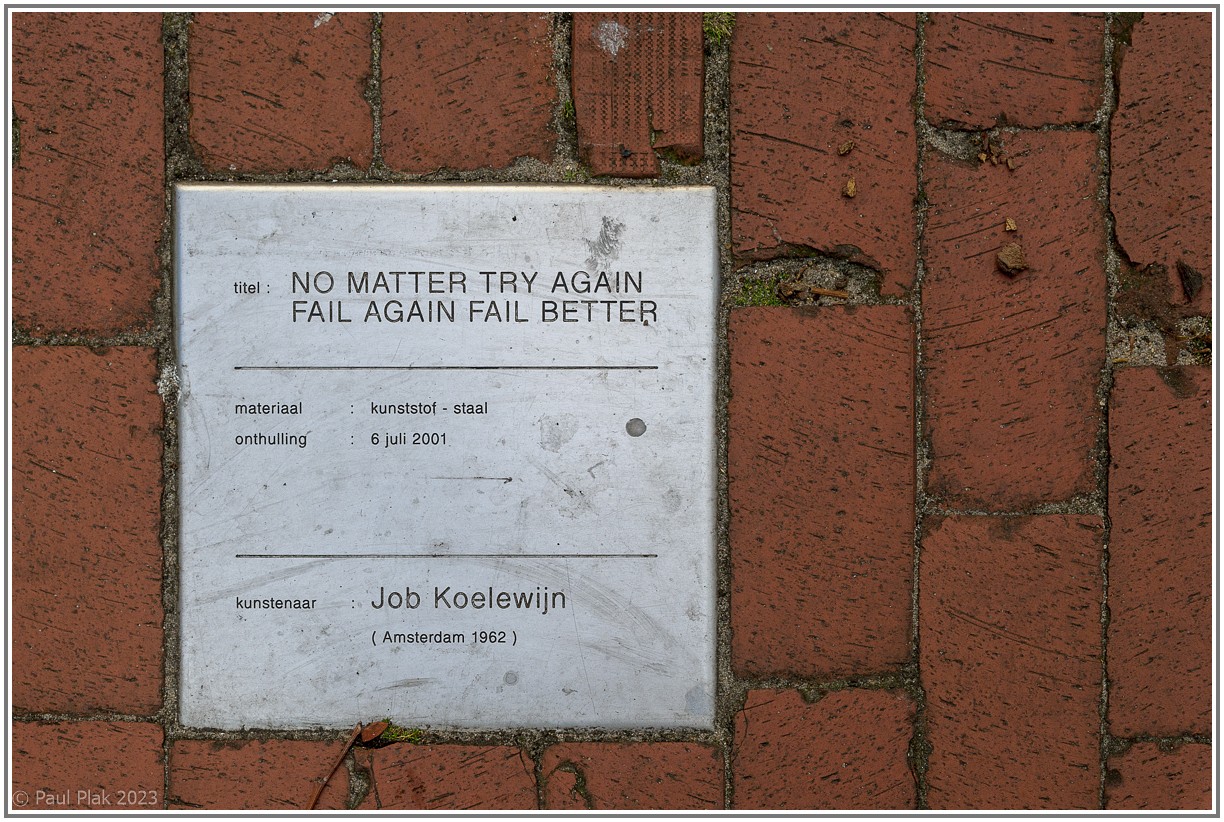 titel : NO MATTER TRY AGAIN
FAIL AGAIN FAIL BETTER
materiaal : kunststof - staal
onthulling : 6 juli 2001
kunstenaar : Job Koelewijn
( Amsterdam 1962 )
© Paul Plak 2023